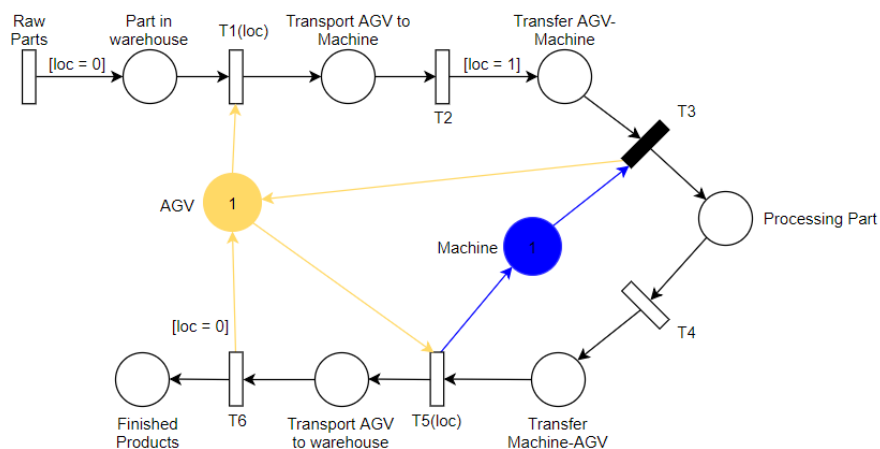 Raw
Parts
Part in
warehouse
T1(loc)
Transport AGV to
Machine
Transfer AGV-
Machine
[loc = 0]
[loc = 1]
T2
T3
AGV
1
Machine
1
Processing Part
[loc = 0]
T4
Finished
Products
T6
Transport AGV
to warehouse
T5(loc)
Transfer
Machine-AGV